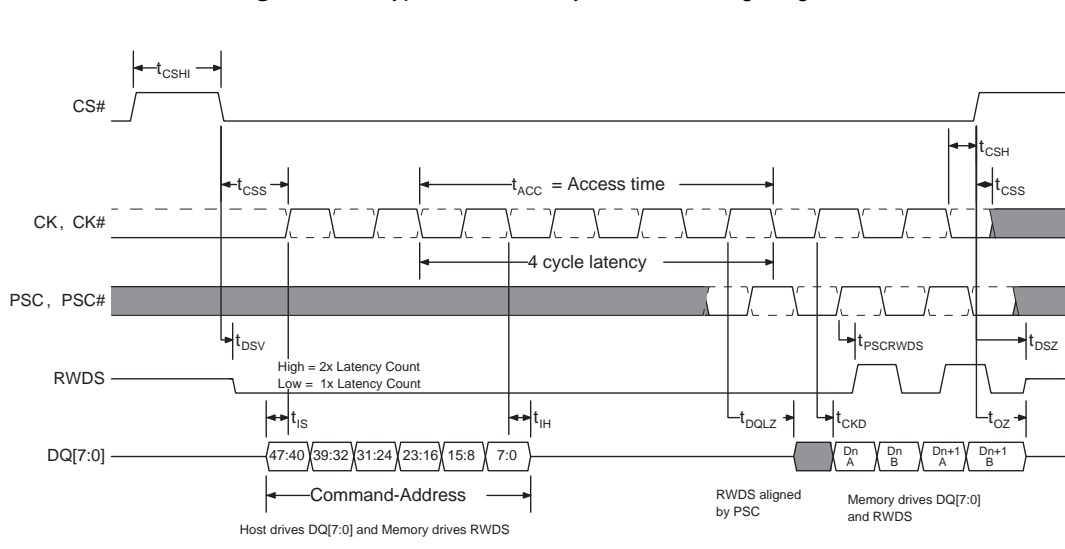 tCSHI
CS#
tCSH
tCSS
tACC = Access time
tCSS
CK, CK#
4 cycle latency
PSC, PSC#
tDSV
tPSCRWDS
tDSZ
High = 2x Latency Count
Low = 1x Latency Count
RWDS
tIS
tIH
tDQLZ
tCKD
tOZ
DQ[7:0]
47:40 39:32 31:24 23:16 15:8 7:0
Dn A
Dn B
Dn+1 A
Dn+1 B
Command-Address
RWDS aligned
by PSC
Memory drives DQ[7:0]
and RWDS
Host drives DQ[7:0] and Memory drives RWDS